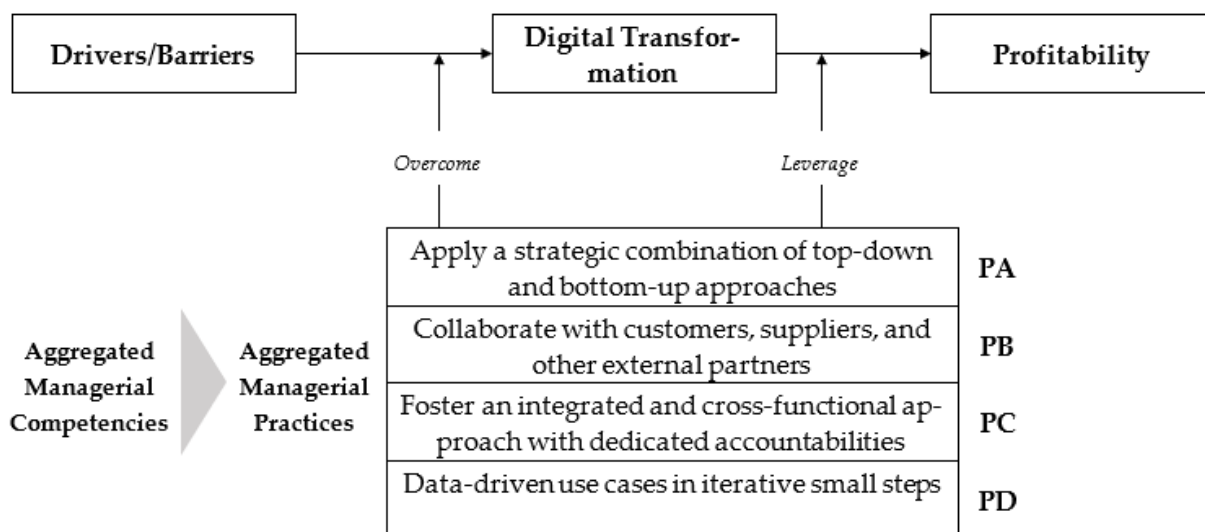 Drivers/Barriers
Digital Transfor-
mation
Profitability
Overcome
Leverage
Apply a strategic combination of top-down
and bottom-up approaches
PA
Collaborate with customers, suppliers, and
other external partners
PB
Aggregated
Managerial
Competencies
Aggregated
Managerial
Practices
Foster an integrated and cross-functional ap-
proach with dedicated accountabilities
PC
Data-driven use cases in iterative small steps
PD